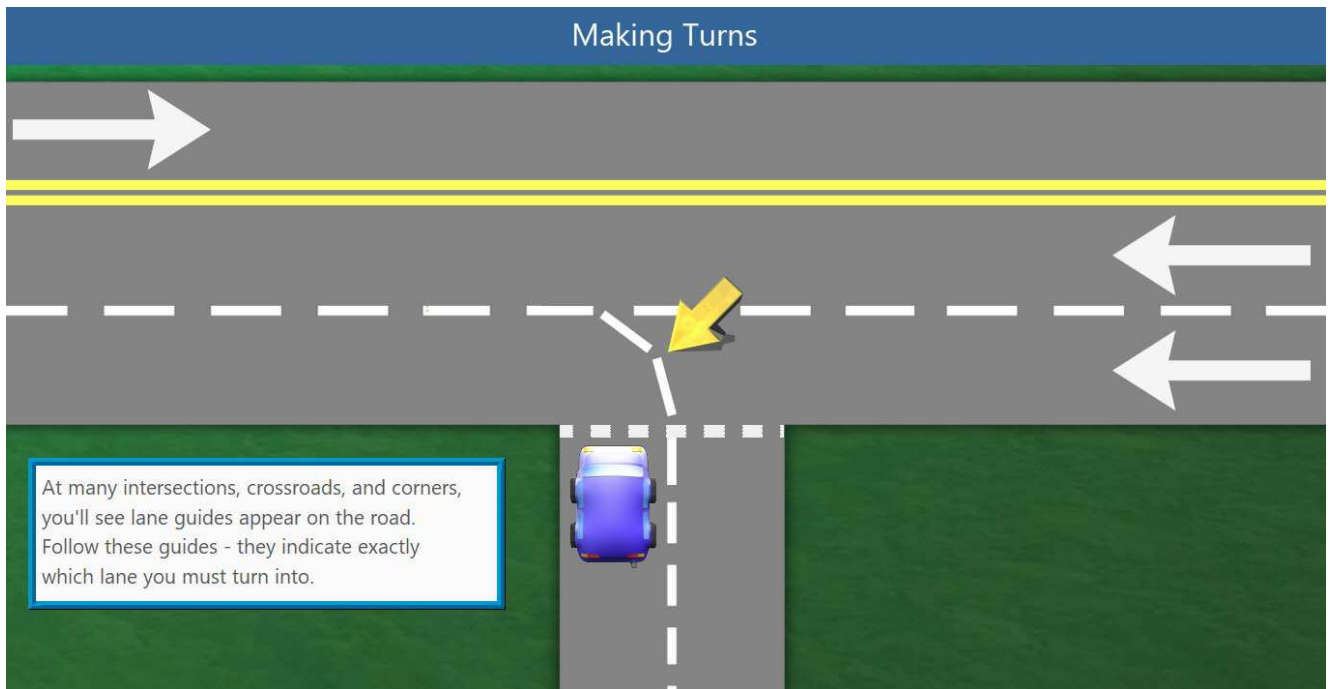 Making Turns
At many intersections, crossroads, and corners,
you'll see lane guides appear on the road.
Follow these guides - they indicate exactly
which lane you must turn into.